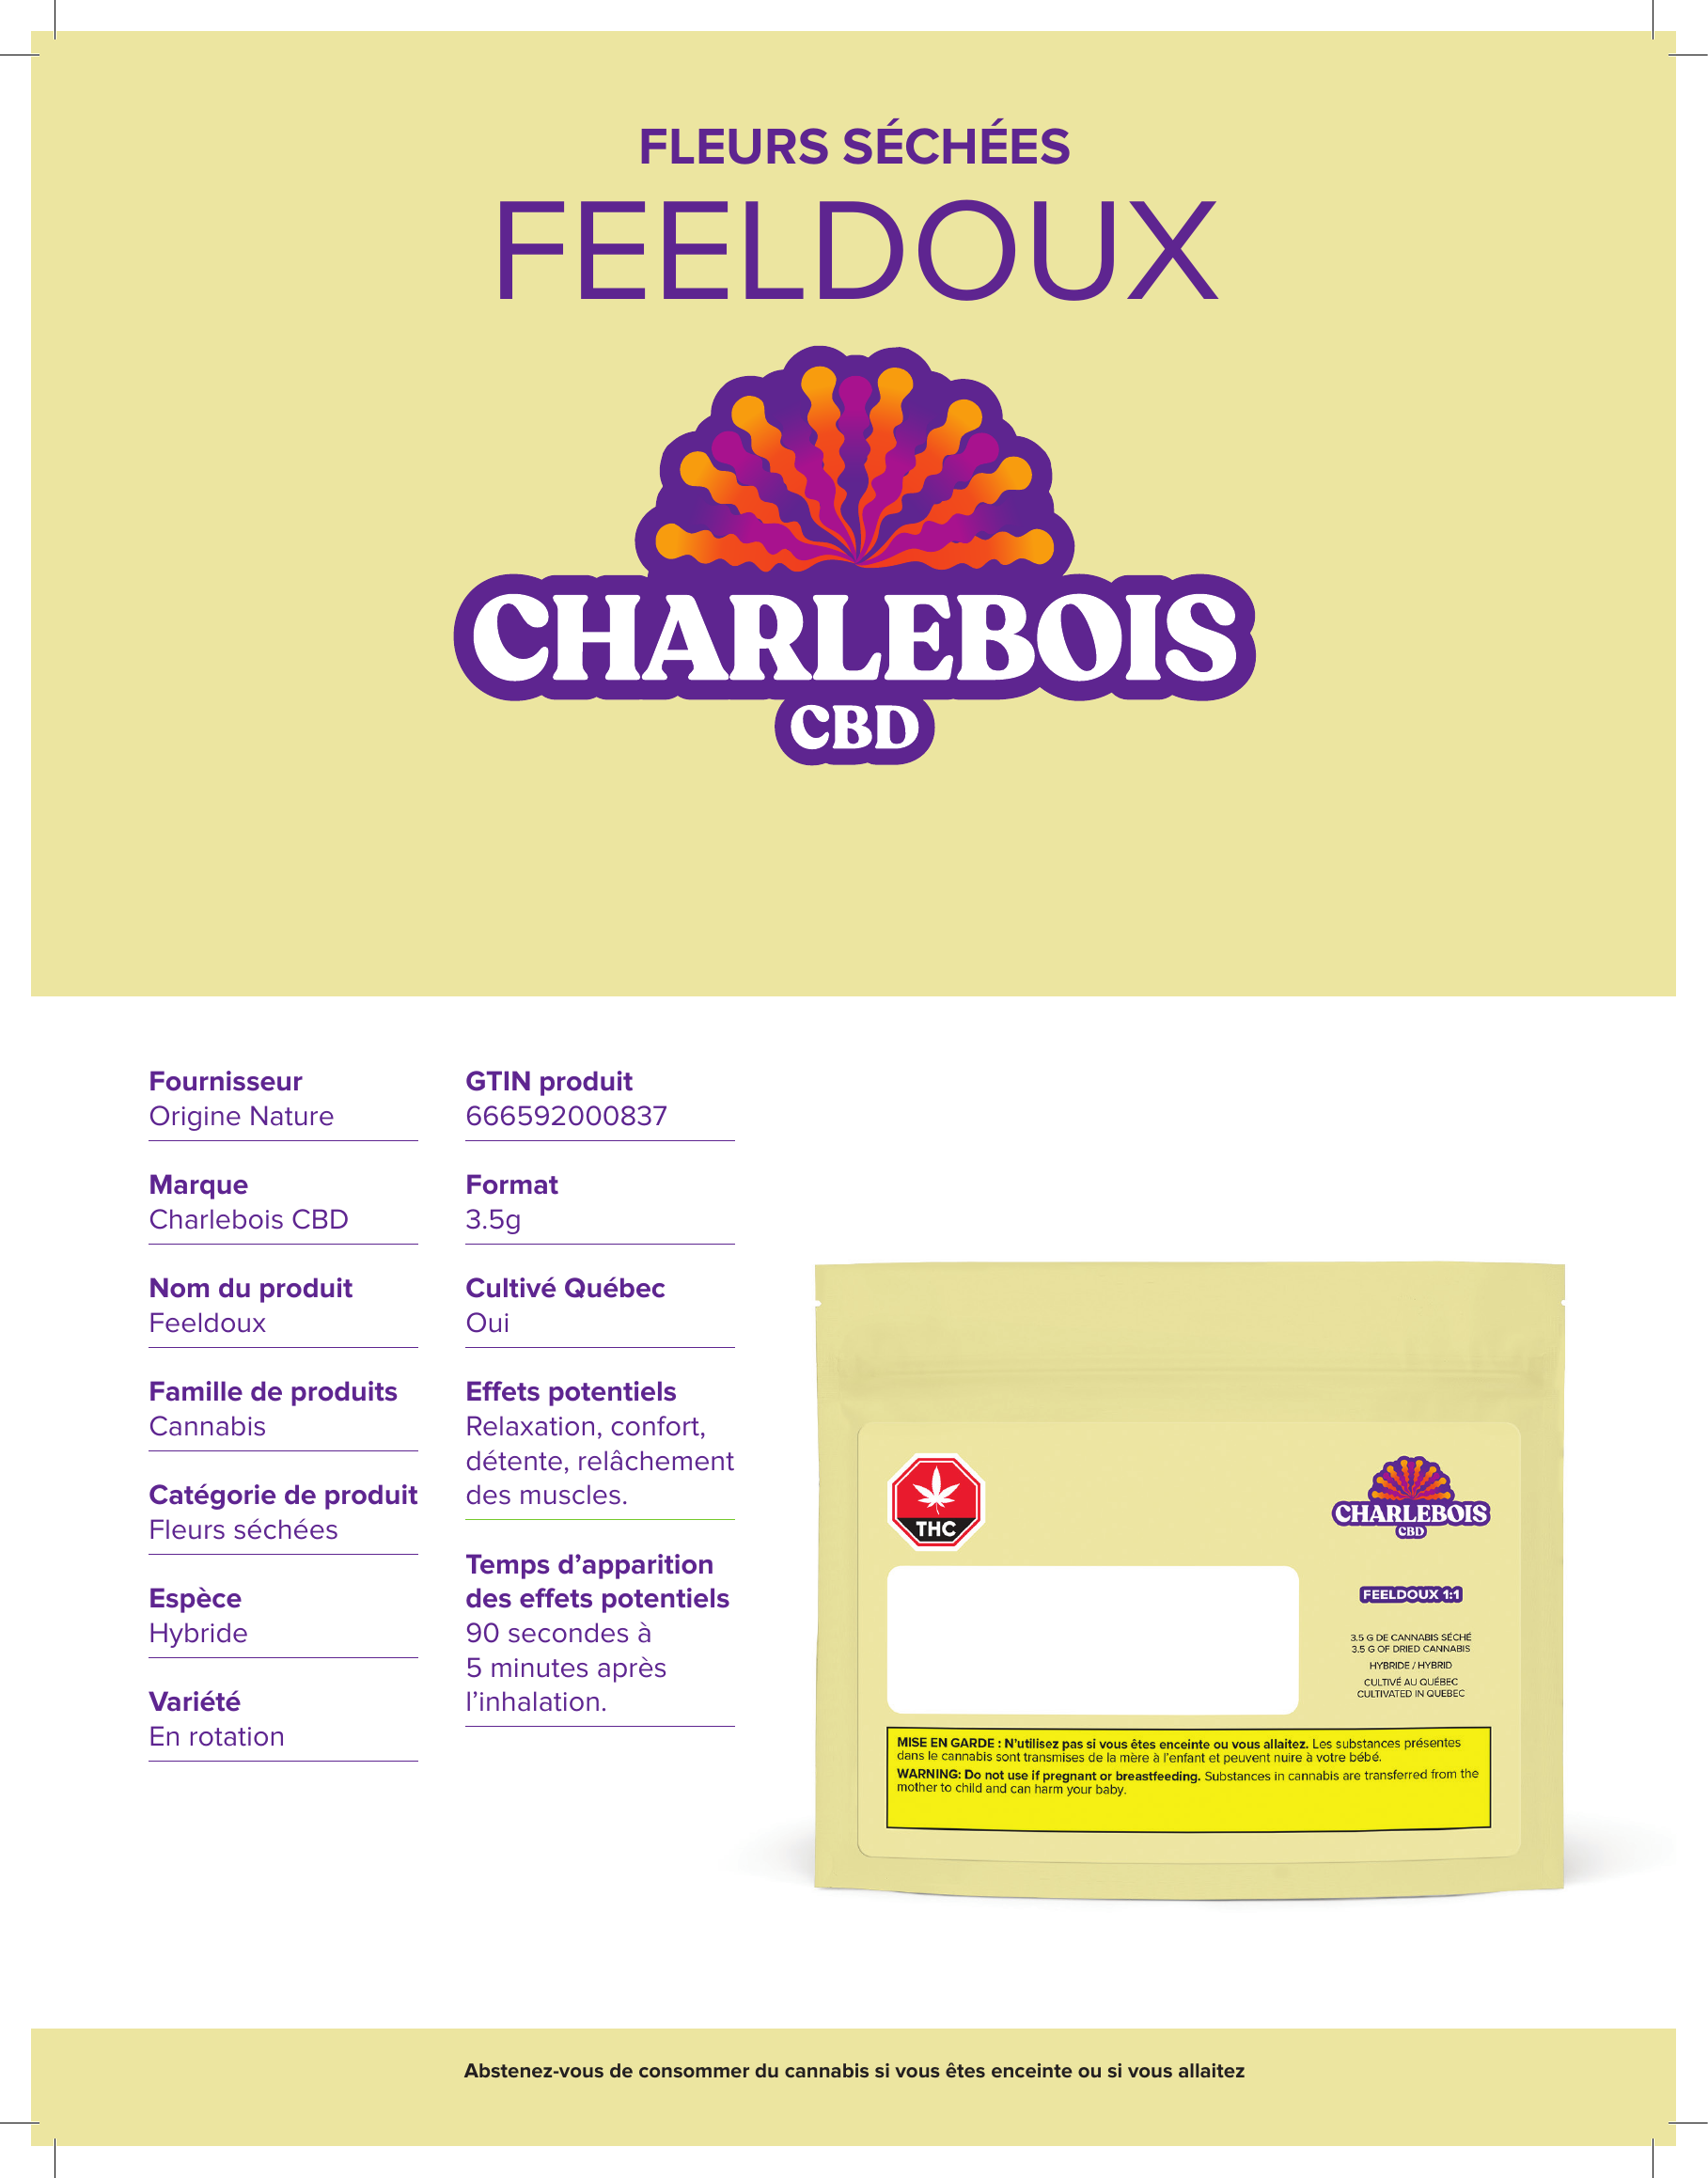 FLEURS SÉCHÉES
FEELDOUX
CHARLEBOIS
CBD
Fournisseur
Origine Nature
Marque
Charlebois CBD
Nom du produit
Feeldoux
Famille de produits
Cannabis
Catégorie de produit
Fleurs séchées
Espèce
Hybride
Variété
En rotation
GTIN produit
666592000837
Format
3.5g
Cultivé Québec
Oui
Effets potentiels
Relaxation, confort,
détente, relâchement
des muscles.
Temps d’apparition
des effets potentiels
90 secondes à
5 minutes après
l’inhalation.
THC
CHARLEBOIS
CBD
FEELDOUX 1:1
3.5 G DE CANNABIS SÉCHÉ
3.5 G OF DRIED CANNABIS
HYBRIDE / HYBRID
CULTIVÉ AU QUÉBEC
CULTIVATED IN QUEBEC
MISE EN GARDE : N’utilisez pas si vous êtes enceinte ou vous allaitez. Les substances présentes
dans le cannabis sont transmises de la mère à l’enfant et peuvent nuire à votre bébé.
WARNING: Do not use if pregnant or breastfeeding. Substances in cannabis are transferred from the
mother to child and can harm your baby.
Abstenez-vous de consommer du cannabis si vous êtes enceinte ou si vous allaitez